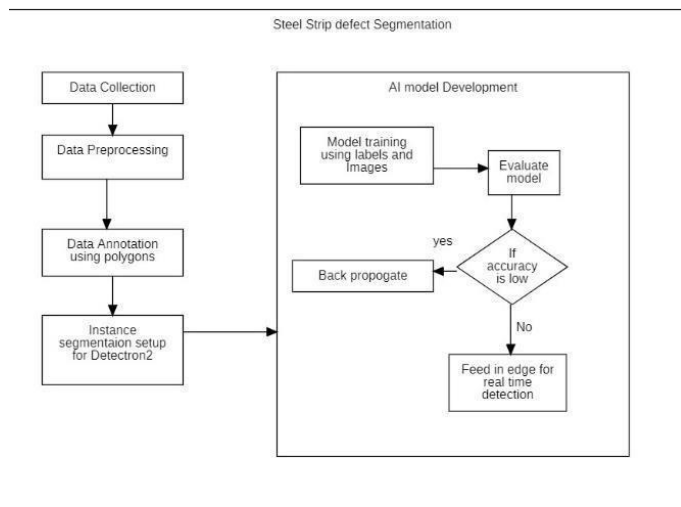 Steel Strip defect Segmentation
Data Collection
Data Preprocessing
Data Annotation
using polygons
Instance
segmentaion setup
for Detectron2
AI model Development
Model training
using labels and
Images
Evaluate
model
If
accuracy
is low
yes
Back propogate
No
Feed in edge for
real time
detection